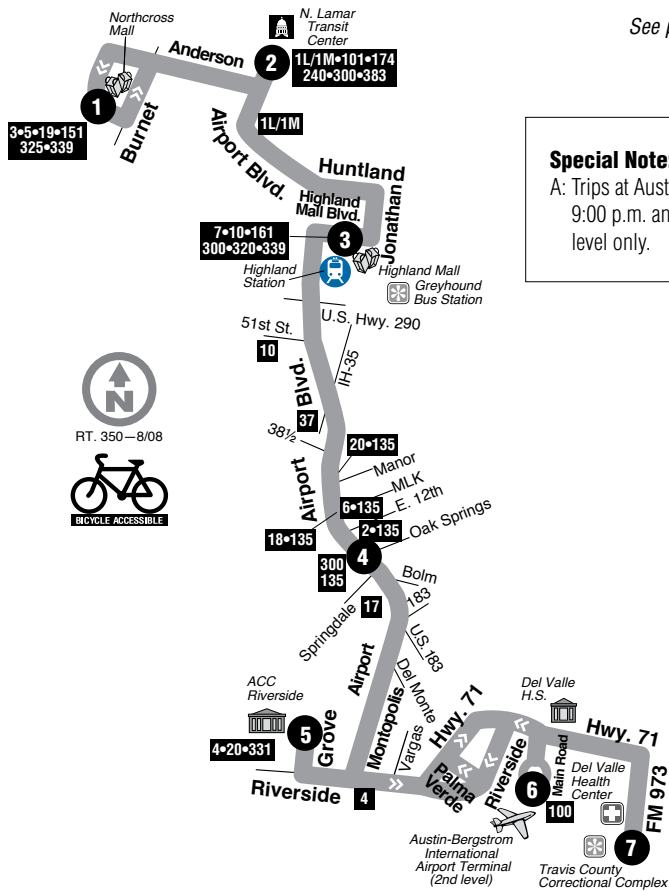 Northcross
Mall
N. Lamar
Transit
Center
See p
Anderson
2
1L/1M•101•174
240•300•383
1
3•5•19•151
325•339
Burnet
1L/1M
Airport Blvd.
Huntland
Jonathan
Highland
Mall Blvd.
Special Note
A: Trips at Aust
9:00 p.m. an
level only.
7•10•161
300•320•339
3
Highland
Station
Highland Mall
Greyhound
Bus Station
U.S. Hwy. 290
51st St.
10
IH-35
N
RT. 350—8/08
BICYCLE ACCESSIBLE
Airport Blvd.
37
38½
20•135
Manor
MLK
6•135
E. 12th
2•135
Oak Springs
18•135
4
300
135
Bolm
Springdale
17
183
U.S. 183
Airport
Montopolis
Del Monte
Vargas
ACC
Riverside
5
4•20•331
Grove
Riverside
4
Hwy. 71
Palma
Verde
Riverside
Del Valle
H.S.
Hwy. 71
Main Road
6
100
Del Valle
Health
Center
FM 973
7
Austin-Bergstrom
International
Airport Terminal
(2nd level)
Travis County
Correctional Complex